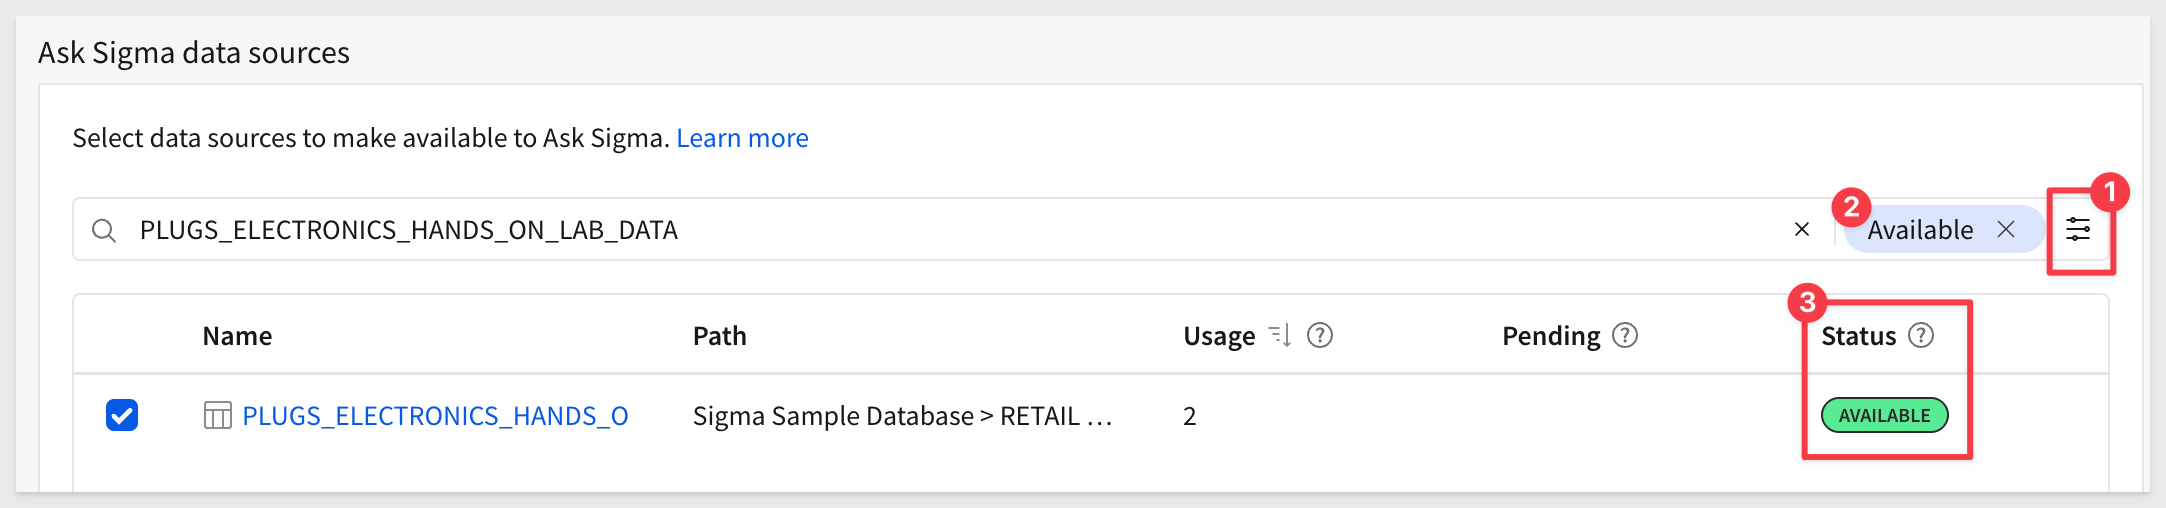 Ask Sigma data sources
Select data sources to make available to Ask Sigma. Learn more
PLUGS_ELECTRONICS_HANDS_ON_LAB_DATA
2 Available
1
Name Path Usage ? Pending ? 3 Status ?
PLUGS_ELECTRONICS_HANDS_O Sigma Sample Database > RETAIL ... 2 AVAILABLE